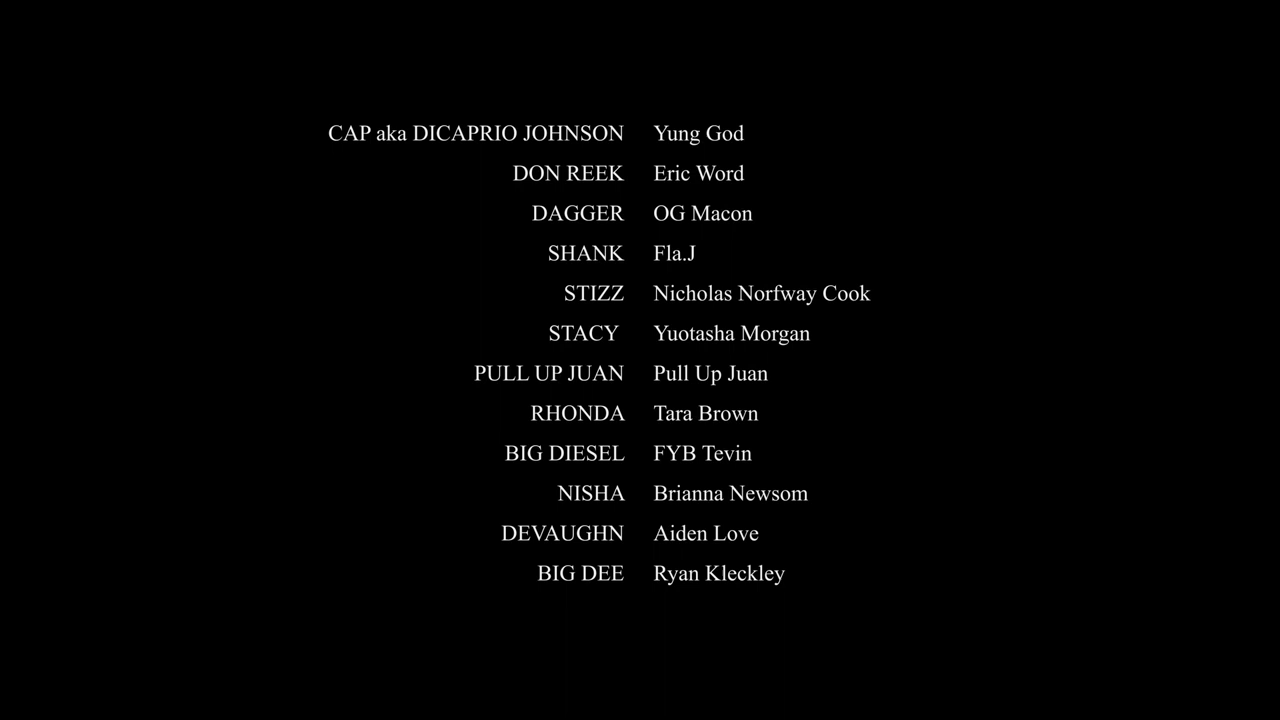 CAP aka DICAPRIO JOHNSON Yung God
DON REEK Eric Word
DAGGER OG Macon
SHANK Fla.J
STIZZ Nicholas Norfway Cook
STACY Yuotasha Morgan
PULL UP JUAN Pull Up Juan
RHONDA Tara Brown
BIG DIESEL FYB Tevin
NISHA Brianna Newsom
DEVAUGHN Aiden Love
BIG DEE Ryan Kleckley